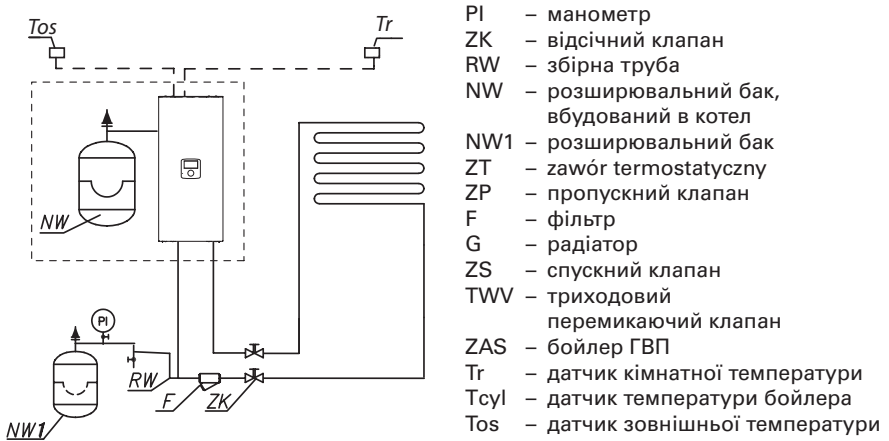 Tos
Tr
NW
PI
RW
F
ZK
NW1
PI – манометр
ZK – відсічний клапан
RW – збірна труба
NW – розширювальний бак,
вбудований в котел
NW1 – розширювальний бак
ZT – zawór termostatyczny
ZP – пропускний клапан
F – фільтр
G – радіатор
ZS – спускний клапан
TWV – триходовий
перемикаючий клапан
ZAS – бойлер ГВП
Tr – датчик кімнатної температури
Tcyl – датчик температури бойлера
Tos – датчик зовнішньої температури